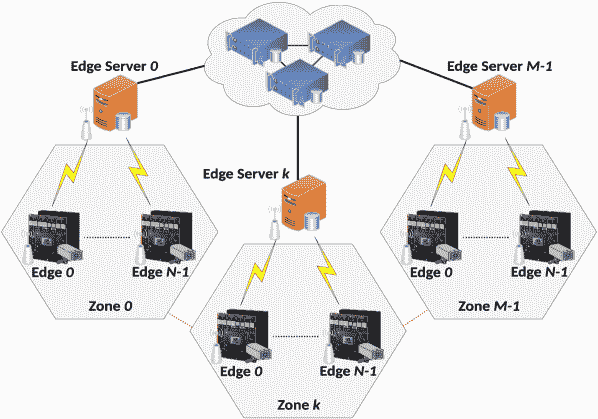 Edge Server 0
Edge Server M-1
Edge Server k
Edge 0
Edge N-1
Zone 0
Edge 0
Edge N-1
Zone M-1
Edge 0
Edge N-1
Zone k